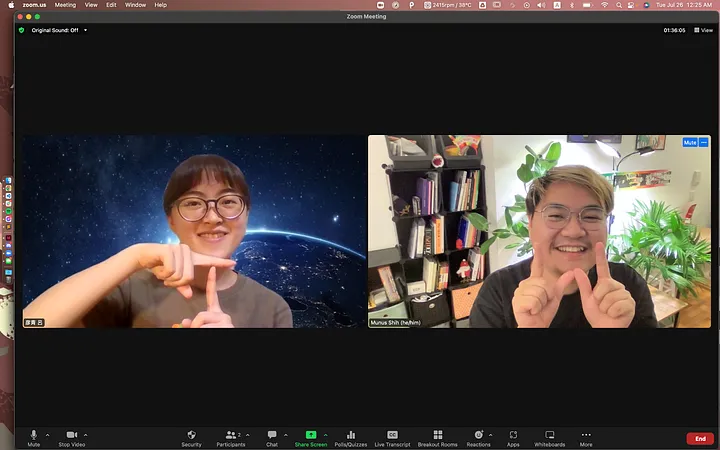 zoom.us Meeting View Edit Window Help
2415rpm / 38°C
Tue Jul 26 12:25 AM
Zoom Meeting
Original Sound: Off
01:36:05
View
Mute
Munus Shih (he/him)
Mute
Stop Video
Security
Participants
2
Chat
Share Screen
Polls/Quizzes
Live Transcript
Breakout Rooms
Reactions
Apps
Whiteboards
More
End